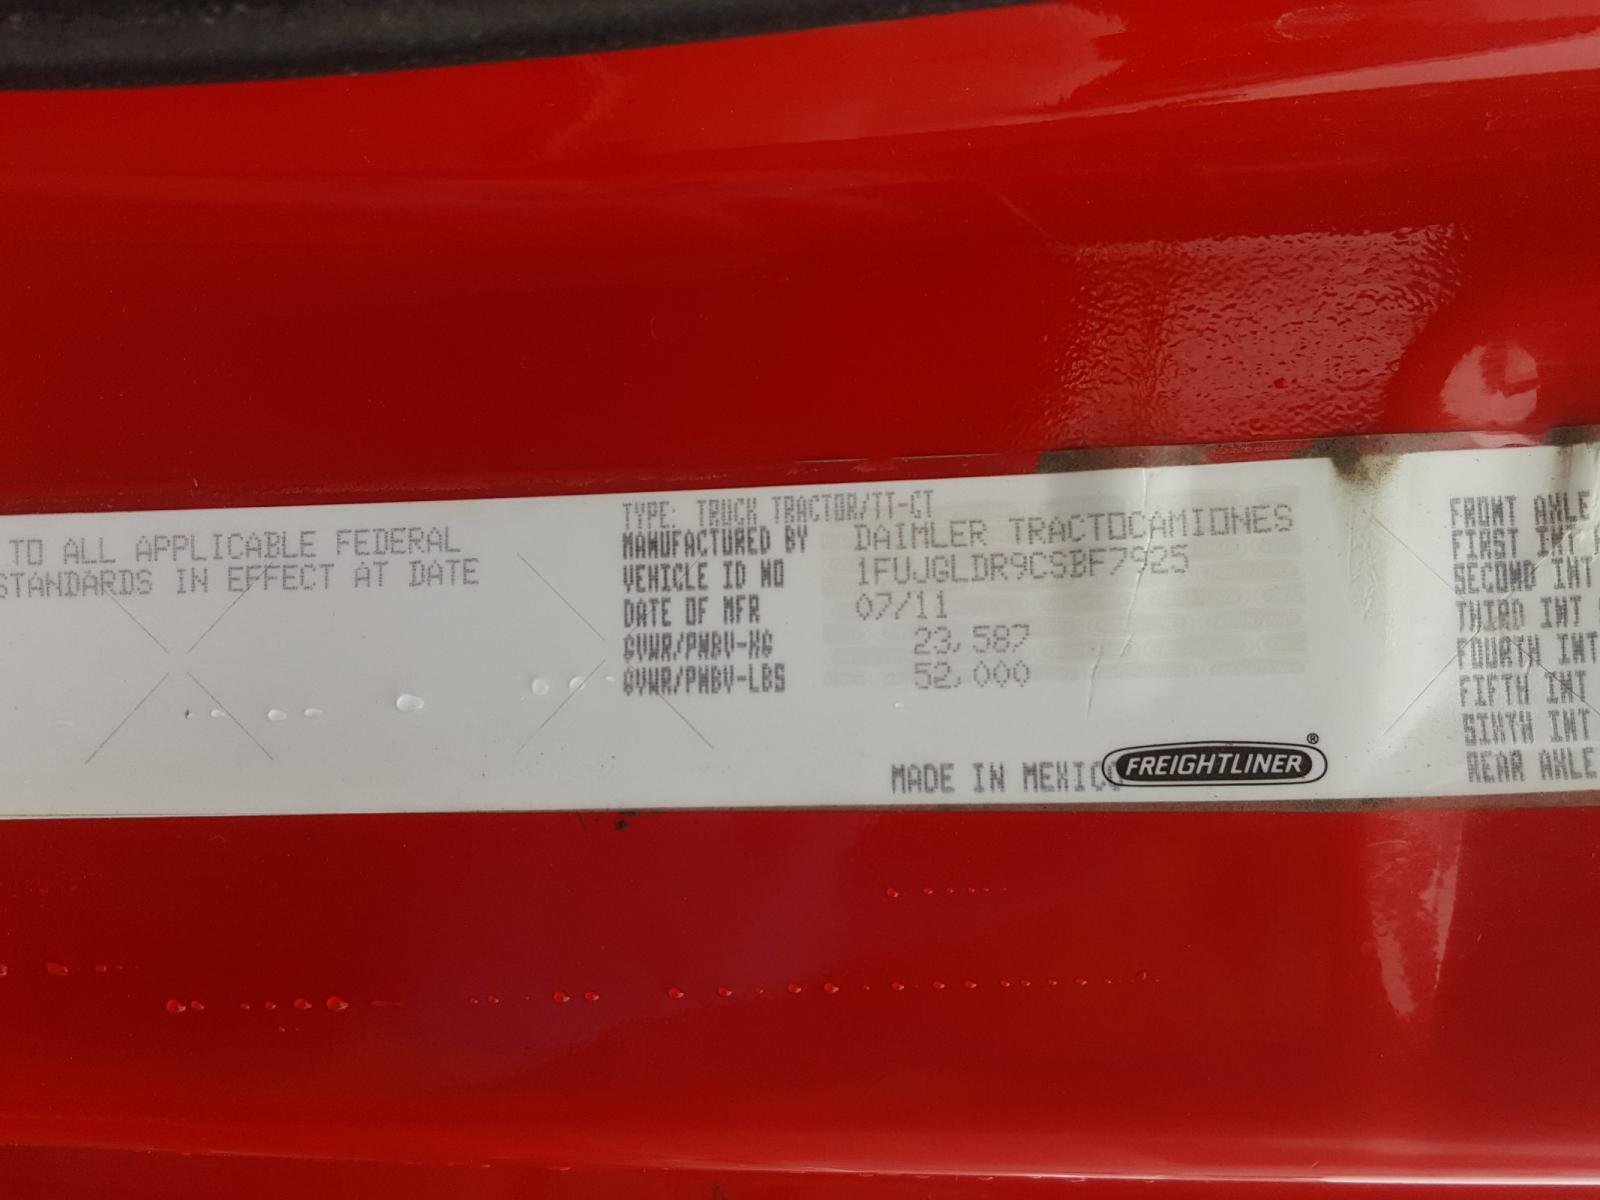 TO ALL APPLICABLE FEDERAL
STANDARDS IN EFFECT AT DATE
TYPE: TRUCK TRACTOR/TT-CT
MANUFACTURED BY DAIMLER TRACTOCAMIONES
VEHICLE ID NO 1FUJGLDR9CSBF7925
DATE OF MFR 07/11
GVWR/PNBV-KG 23,587
GVWR/PNBV-LBS 52,000
MADE IN MEXICO
FREIGHTLINER®
FRONT AXLE
FIRST INT
SECOND INT
THIRD INT
FOURTH INT
FIFTH INT
SIXTH INT
REAR AXLE